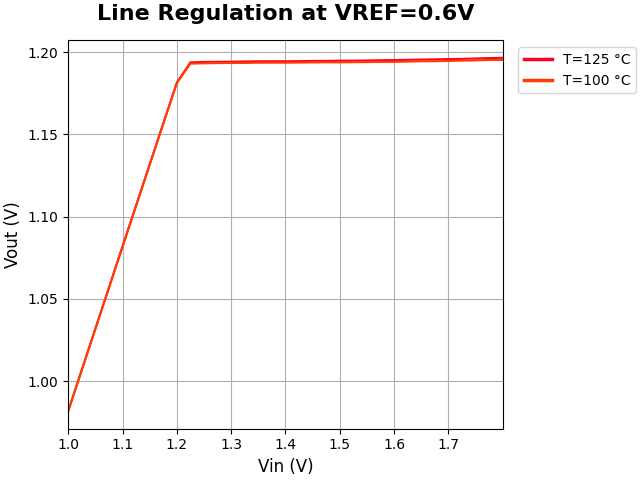 Line Regulation at VREF=0.6V
T=125 °C
T=100 °C
1.20
1.15
1.10
1.05
1.00
Vout (V)
1.0 1.1 1.2 1.3 1.4 1.5 1.6 1.7
Vin (V)